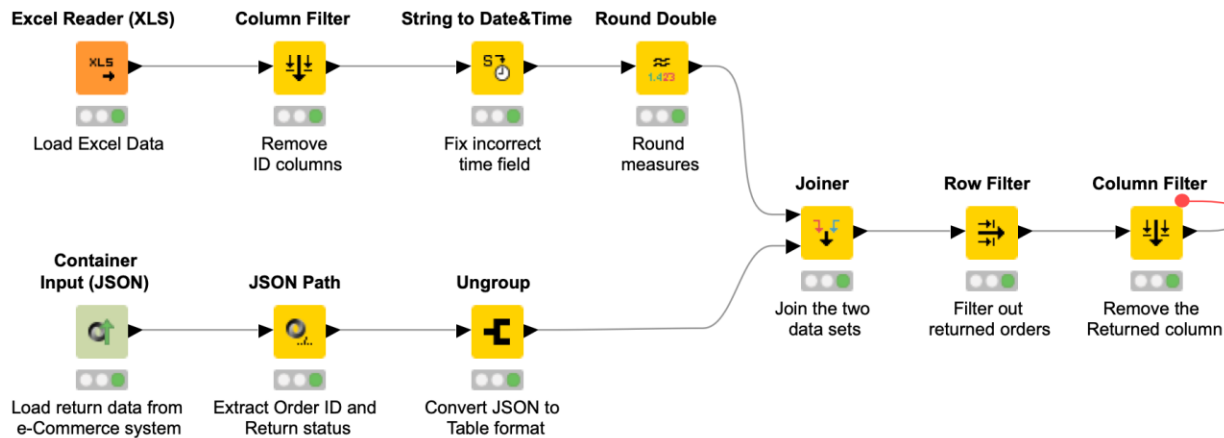 Excel Reader (XLS)
Column Filter
String to Date&Time
Round Double
XLS
S
1.423
Load Excel Data
Remove
ID columns
Fix incorrect
time field
Round
measures
Joiner
Row Filter
Column Filter
Join the two
data sets
Filter out
returned orders
Remove the
Returned column
Container
Input (JSON)
JSON Path
Ungroup
Load return data from
e-Commerce system
Extract Order ID and
Return status
Convert JSON to
Table format